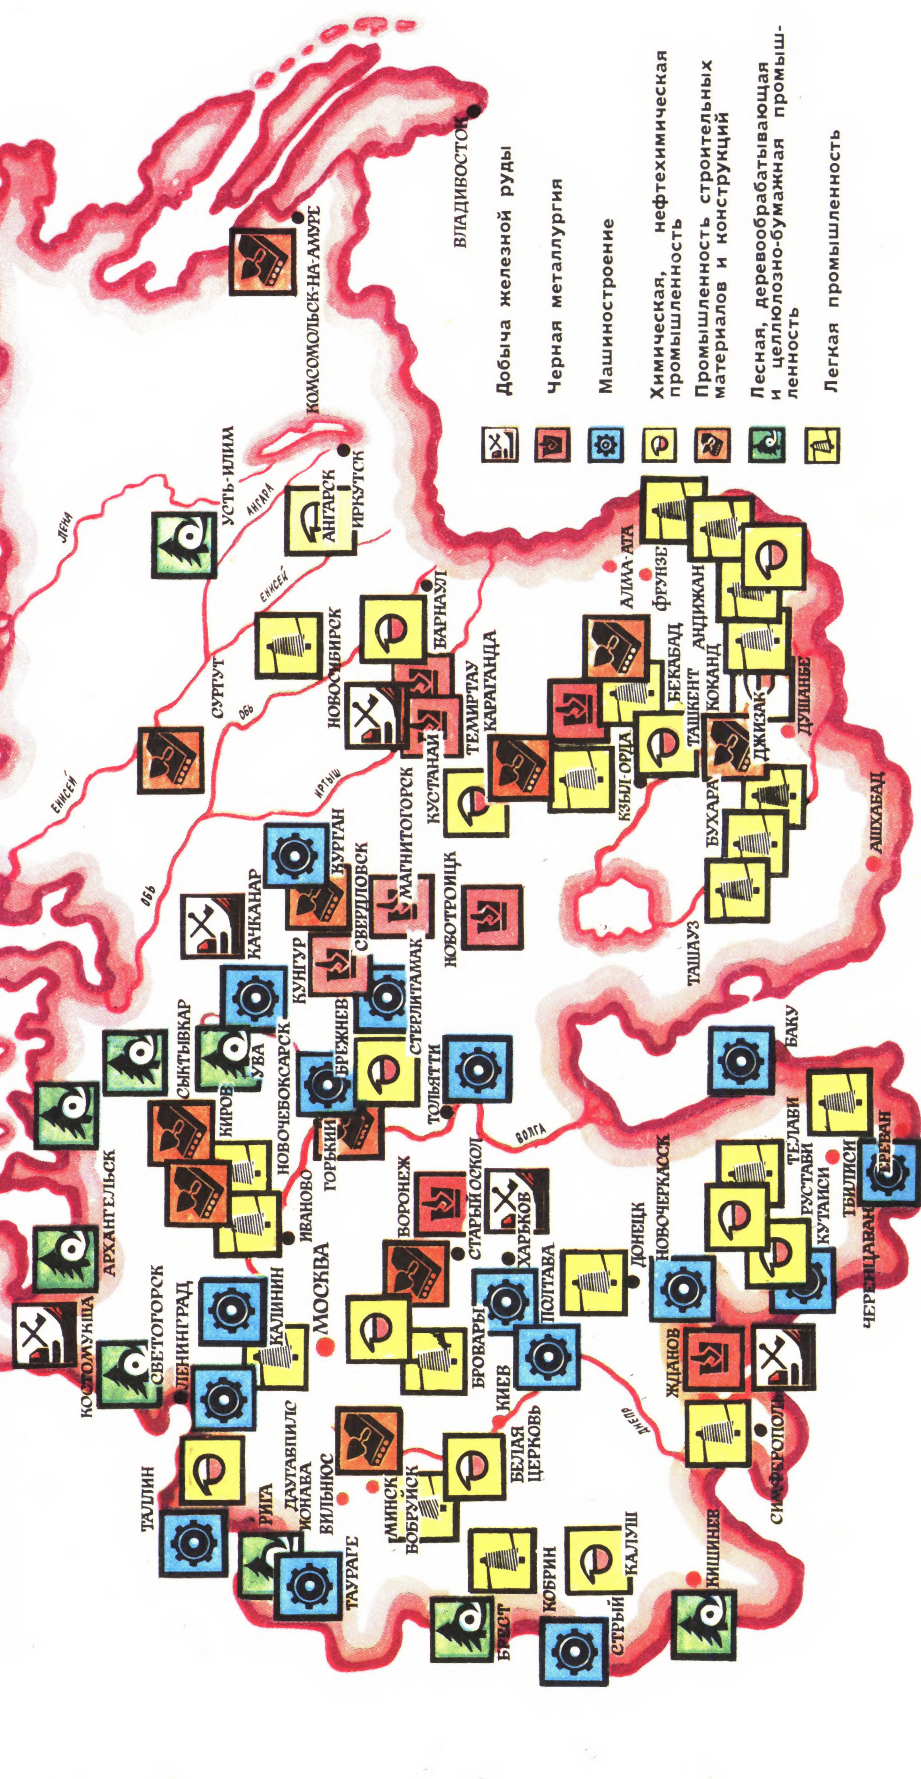 ВЛАДИВОСТОК
КОМСОМОЛЬСК-НА-АМУРЕ
УСТЬ-ИЛИМ
АНГАРСК
ИРКУТСК
ЛЕНА
АНГАРА
ЕНИСЕЙ
ЕНИСЕЙ
ОБЬ
ОБЬ
ИРТЫШ
СУРГУТ
НОВОСИБИРСК
БАРНАУЛ
ТЕМИРТАУ
КАРАГАНДА
КУСТАНАЙ
МАГНИТОГОРСК
КУРГАН
СВЕРДЛОВСК
КАЧКАНАР
КУНГУР
НОВОТРОИЦК
СТЕРЛИТАМАК
БРЕЖНЕВ
ТОЛЬЯТТИ
СЫКТЫВКАР
УВА
КИРОВ
НОВОЧЕБОКСАРСК
ГОРЬКИЙ
ИВАНОВО
ВОЛГА
АРХАНГЕЛЬСК
КОСТОМУКША
СВЕТОГОРСК
ЛЕНИНГРАД
КАЛИНИН
МОСКВА
ВОРОНЕЖ
СТАРЫЙ ОСКОЛ
ХАРЬКОВ
ПОЛТАВА
БРОВАРЫ
КИЕВ
БЕЛАЯ
ЦЕРКОВЬ
ДОНЕЦК
НОВОЧЕРКАССК
ЖДАНОВ
ДНЕПР
СИМФЕРОПОЛЬ
ТАЛЛИН
РИГА
ДАУГАВПИЛС
ИОНАВА
ВИЛЬНЮС
ТАУРАГЕ
МИНСК
БОБРУЙСК
БРЕСТ
КОБРИН
КАЛУШ
СТРЫЙ
КИШИНЕВ
АЛМА-АТА
ФРУНЗЕ
АНДИЖАН
БЕКАБАД
ТАШКЕНТ
КОКАНД
ДЖИЗАК
ДУШАНБЕ
КЗЫЛ-ОРДА
БУХАРА
ТАШАУЗ
АШХАБАД
БАКУ
ТЕЛАВИ
РУСТАВИ
КУТАИСИ
ТБИЛИСИ
ЕРЕВАН
ЧЕРЕНЦАВАН
Добыча железной руды
Черная металлургия
Машиностроение
Химическая, нефтехимическая
промышленность
Промышленность строительных
материалов и конструкций
Лесная, деревообрабатывающая
и целлюлозно-бумажная промыш-
ленность
Легкая промышленность